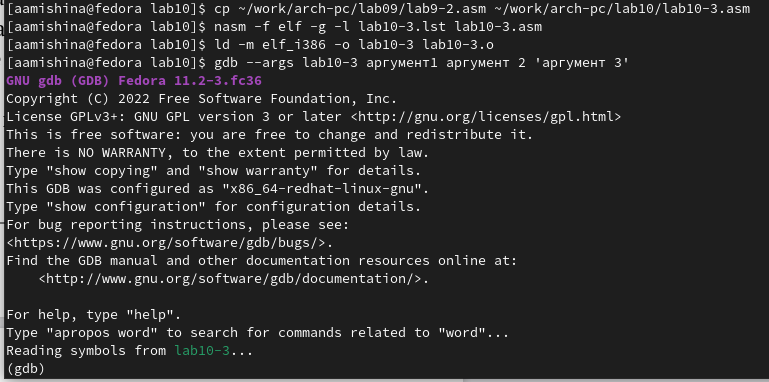 [aamishina@fedora lab10]$ cp ~/work/arch-pc/lab09/lab9-2.asm ~/work/arch-pc/lab10/lab10-3.asm
[aamishina@fedora lab10]$ nasm -f elf -g -l lab10-3.lst lab10-3.asm
[aamishina@fedora lab10]$ ld -m elf_i386 -o lab10-3 lab10-3.o
[aamishina@fedora lab10]$ gdb --args lab10-3 аргумент1 аргумент 2 'аргумент 3'
GNU gdb (GDB) Fedora 11.2-3.fc36
Copyright (C) 2022 Free Software Foundation, Inc.
License GPLv3+: GNU GPL version 3 or later <http://gnu.org/licenses/gpl.html>
This is free software: you are free to change and redistribute it.
There is NO WARRANTY, to the extent permitted by law.
Type "show copying" and "show warranty" for details.
This GDB was configured as "x86_64-redhat-linux-gnu".
Type "show configuration" for configuration details.
For bug reporting instructions, please see:
<https://www.gnu.org/software/gdb/bugs/>.
Find the GDB manual and other documentation resources online at:
    <http://www.gnu.org/software/gdb/documentation/>.

For help, type "help".
Type "apropos word" to search for commands related to "word"...
Reading symbols from lab10-3...
(gdb)